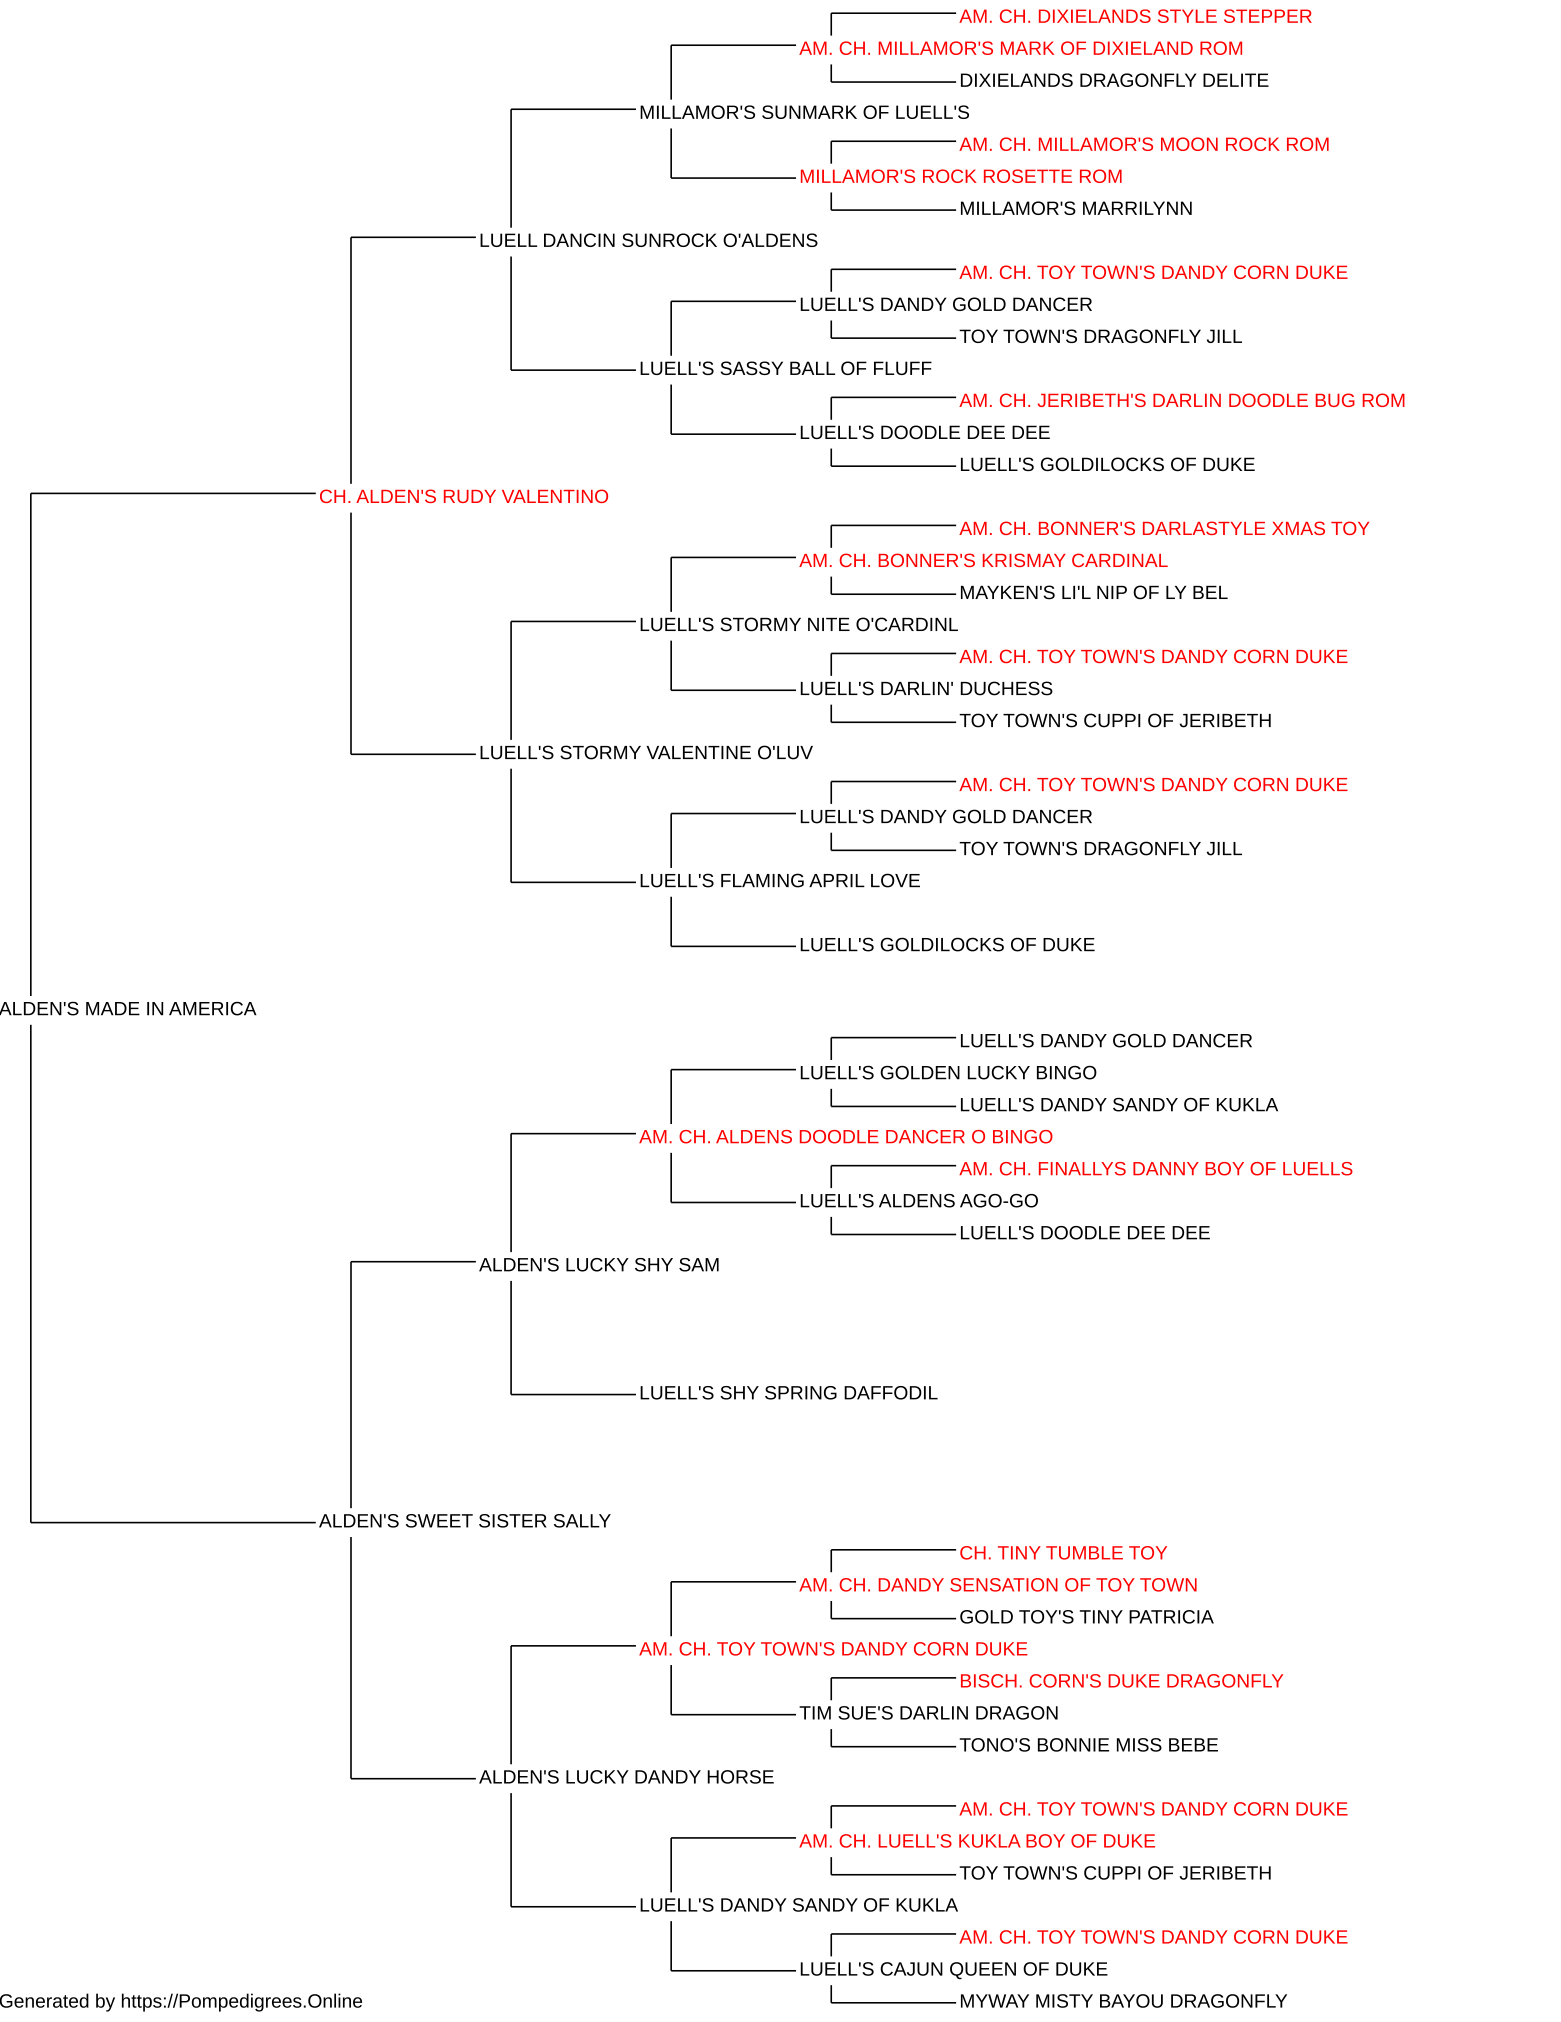 AM. CH. DIXIELANDS STYLE STEPPER
AM. CH. MILLAMOR'S MARK OF DIXIELAND ROM
DIXIELANDS DRAGONFLY DELITE
MILLAMOR'S SUNMARK OF LUELL'S
AM. CH. MILLAMOR'S MOON ROCK ROM
MILLAMOR'S ROCK ROSETTE ROM
MILLAMOR'S MARRILYNN
LUELL DANCIN SUNROCK O'ALDENS
AM. CH. TOY TOWN'S DANDY CORN DUKE
LUELL'S DANDY GOLD DANCER
TOY TOWN'S DRAGONFLY JILL
LUELL'S SASSY BALL OF FLUFF
AM. CH. JERIBETH'S DARLIN DOODLE BUG ROM
LUELL'S DOODLE DEE DEE
LUELL'S GOLDILOCKS OF DUKE
CH. ALDEN'S RUDY VALENTINO
AM. CH. BONNER'S DARLASTYLE XMAS TOY
AM. CH. BONNER'S KRISMAY CARDINAL
MAYKEN'S LI'L NIP OF LY BEL
LUELL'S STORMY NITE O'CARDINL
AM. CH. TOY TOWN'S DANDY CORN DUKE
LUELL'S DARLIN' DUCHESS
TOY TOWN'S CUPPI OF JERIBETH
LUELL'S STORMY VALENTINE O'LUV
AM. CH. TOY TOWN'S DANDY CORN DUKE
LUELL'S DANDY GOLD DANCER
TOY TOWN'S DRAGONFLY JILL
LUELL'S FLAMING APRIL LOVE
LUELL'S GOLDILOCKS OF DUKE
ALDEN'S MADE IN AMERICA
LUELL'S DANDY GOLD DANCER
LUELL'S GOLDEN LUCKY BINGO
LUELL'S DANDY SANDY OF KUKLA
AM. CH. ALDENS DOODLE DANCER O BINGO
AM. CH. FINALLYS DANNY BOY OF LUELLS
LUELL'S ALDENS AGO-GO
LUELL'S DOODLE DEE DEE
ALDEN'S LUCKY SHY SAM
LUELL'S SHY SPRING DAFFODIL
ALDEN'S SWEET SISTER SALLY
CH. TINY TUMBLE TOY
AM. CH. DANDY SENSATION OF TOY TOWN
GOLD TOY'S TINY PATRICIA
AM. CH. TOY TOWN'S DANDY CORN DUKE
BISCH. CORN'S DUKE DRAGONFLY
TIM SUE'S DARLIN DRAGON
TONO'S BONNIE MISS BEBE
ALDEN'S LUCKY DANDY HORSE
AM. CH. TOY TOWN'S DANDY CORN DUKE
AM. CH. LUELL'S KUKLA BOY OF DUKE
TOY TOWN'S CUPPI OF JERIBETH
LUELL'S DANDY SANDY OF KUKLA
AM. CH. TOY TOWN'S DANDY CORN DUKE
LUELL'S CAJUN QUEEN OF DUKE
MYWAY MISTY BAYOU DRAGONFLY
Generated by https://Pompedigrees.Online